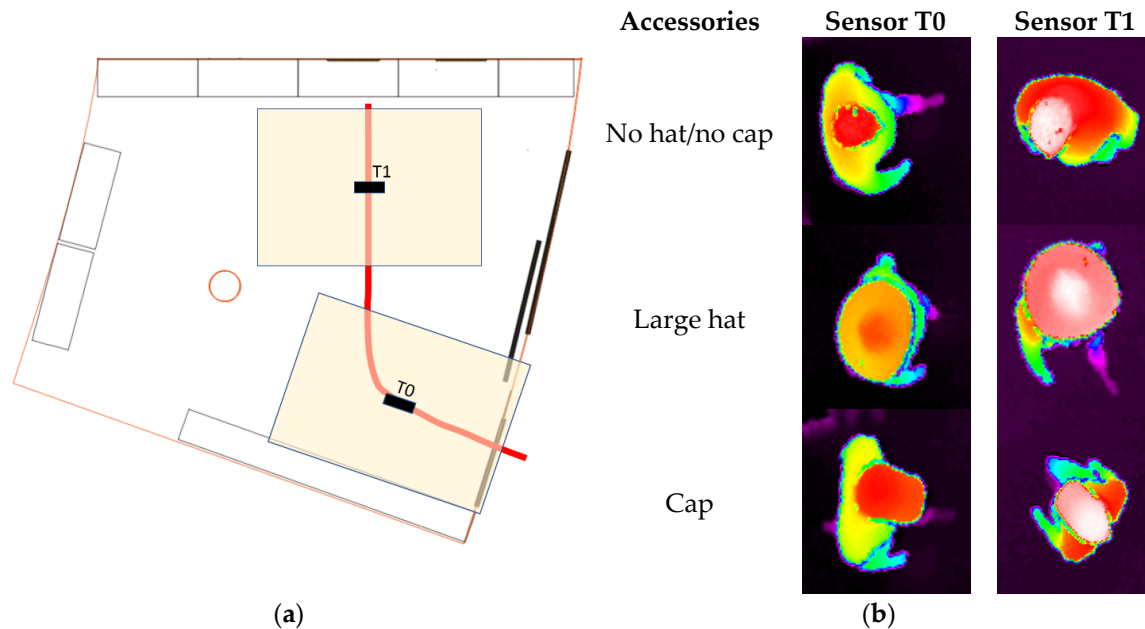 Accessories Sensor T0 Sensor T1
T1
No hat/no cap
Large hat
T0
Cap
(a) (b)